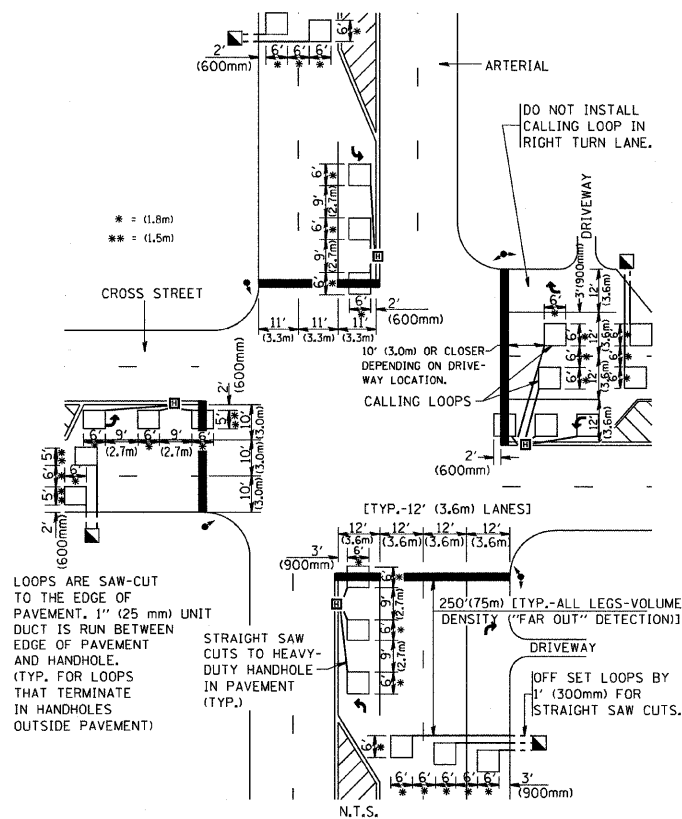 6'
2'
(600mm)
6' 6' 6'
* * *
ARTERIAL
DO NOT INSTALL
CALLING LOOP IN
RIGHT TURN LANE.
DRIVEWAY
* = (1.8m)
** = (1.5m)
6'
*
9'
(2.7m)
6'
*
9'
(2.7m)
6'
*
H
CROSS STREET
6'
*
2'
(600mm)
11' 11' 11'
(3.3m) (3.3m) (3.3m)
3' (900mm)
6'
*
12'
(3.6m)
12'
(3.6m)
12'
(3.6m)
12'
(3.6m)
6'
*
6'
*
6'
*
10' (3.0m) OR CLOSER
DEPENDING ON DRIVE-
WAY LOCATION.
CALLING LOOPS
H
2'
(600mm)
2'
(600mm)
H
5'
**
10'
(3.0m)
10'
(3.0m)
10'
(3.0m)
6' 9' 6' 9' 6'
* (2.7m) * (2.7m) *
5'
**
6'
*
5'
**
6'
*
2'
(600mm)
[TYP.-12' (3.6m) LANES]
12' 12' 12' 12'
(3.6m) (3.6m) (3.6m) (3.6m)
3'
(900mm)
6'
*
H
6'
*
9'
(2.7m)
6'
*
9'
(2.7m)
6'
*
250'(75m) [TYP.-ALL LEGS-VOLUME
DENSITY ("FAR OUT" DETECTION)]
DRIVEWAY
LOOPS ARE SAW-CUT
TO THE EDGE OF
PAVEMENT. 1" (25 mm) UNIT
DUCT IS RUN BETWEEN
EDGE OF PAVEMENT
AND HANDHOLE.
(TYP. FOR LOOPS
THAT TERMINATE
IN HANDHOLES
OUTSIDE PAVEMENT)
STRAIGHT SAW
CUTS TO HEAVY-
DUTY HANDHOLE
IN PAVEMENT
(TYP.)
OFF SET LOOPS BY
1' (300mm) FOR
STRAIGHT SAW CUTS.
6'
*
6' 6' 6' 6' 6'
* * * * *
3'
(900mm)
N.T.S.